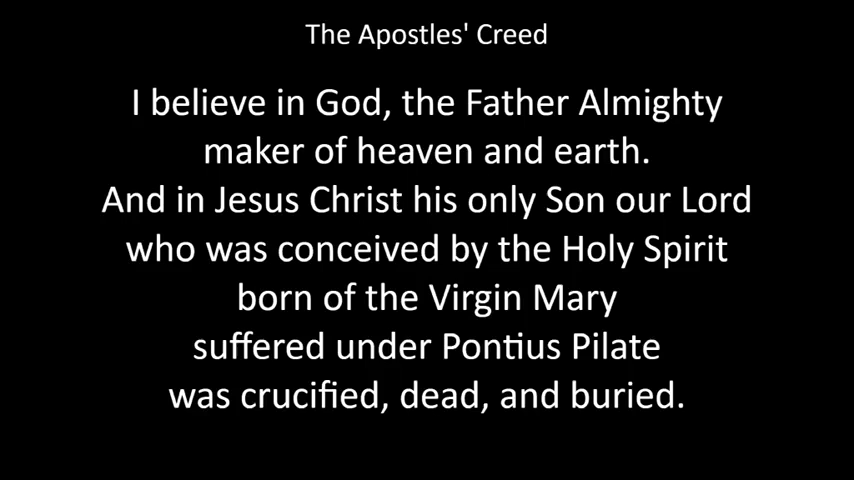 The Apostles' Creed
I believe in God, the Father Almighty
maker of heaven and earth.
And in Jesus Christ his only Son our Lord
who was conceived by the Holy Spirit
born of the Virgin Mary
suffered under Pontius Pilate
was crucified, dead, and buried.